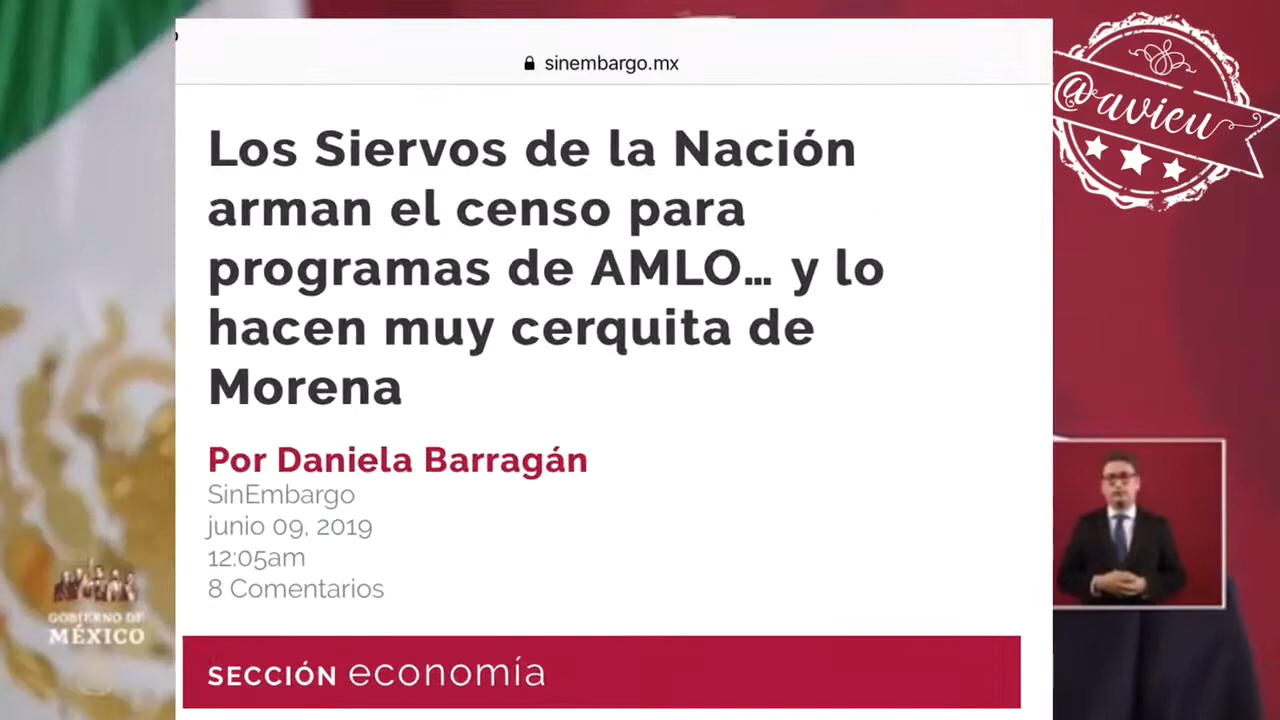 sinembargo.mx
@avieu
Los Siervos de la Nación
arman el censo para
programas de AMLO... y lo
hacen muy cerquita de
Morena
Por Daniela Barragán
SinEmbargo
junio 09, 2019
12:05am
8 Comentarios
GOBIERNO DE
MÉXICO
SECCIÓN economía